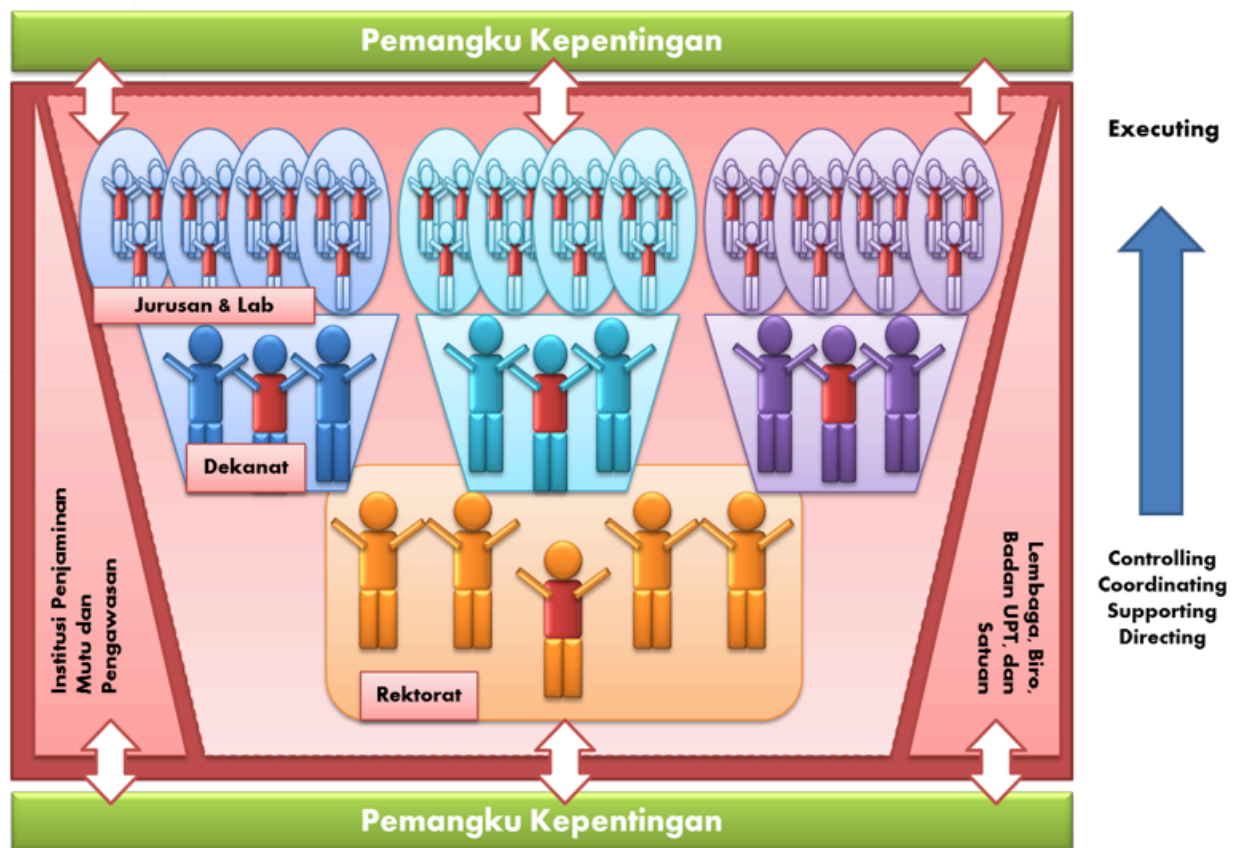 Pemangku Kepentingan
Executing
Jurusan & Lab
Dekanat
Rektorat
Institusi Penjaminan
Mutu dan
Pengawasan
Lembaga, Biro,
Badan UPT, dan
Satuan
Controlling
Coordinating
Supporting
Directing
Pemangku Kepentingan